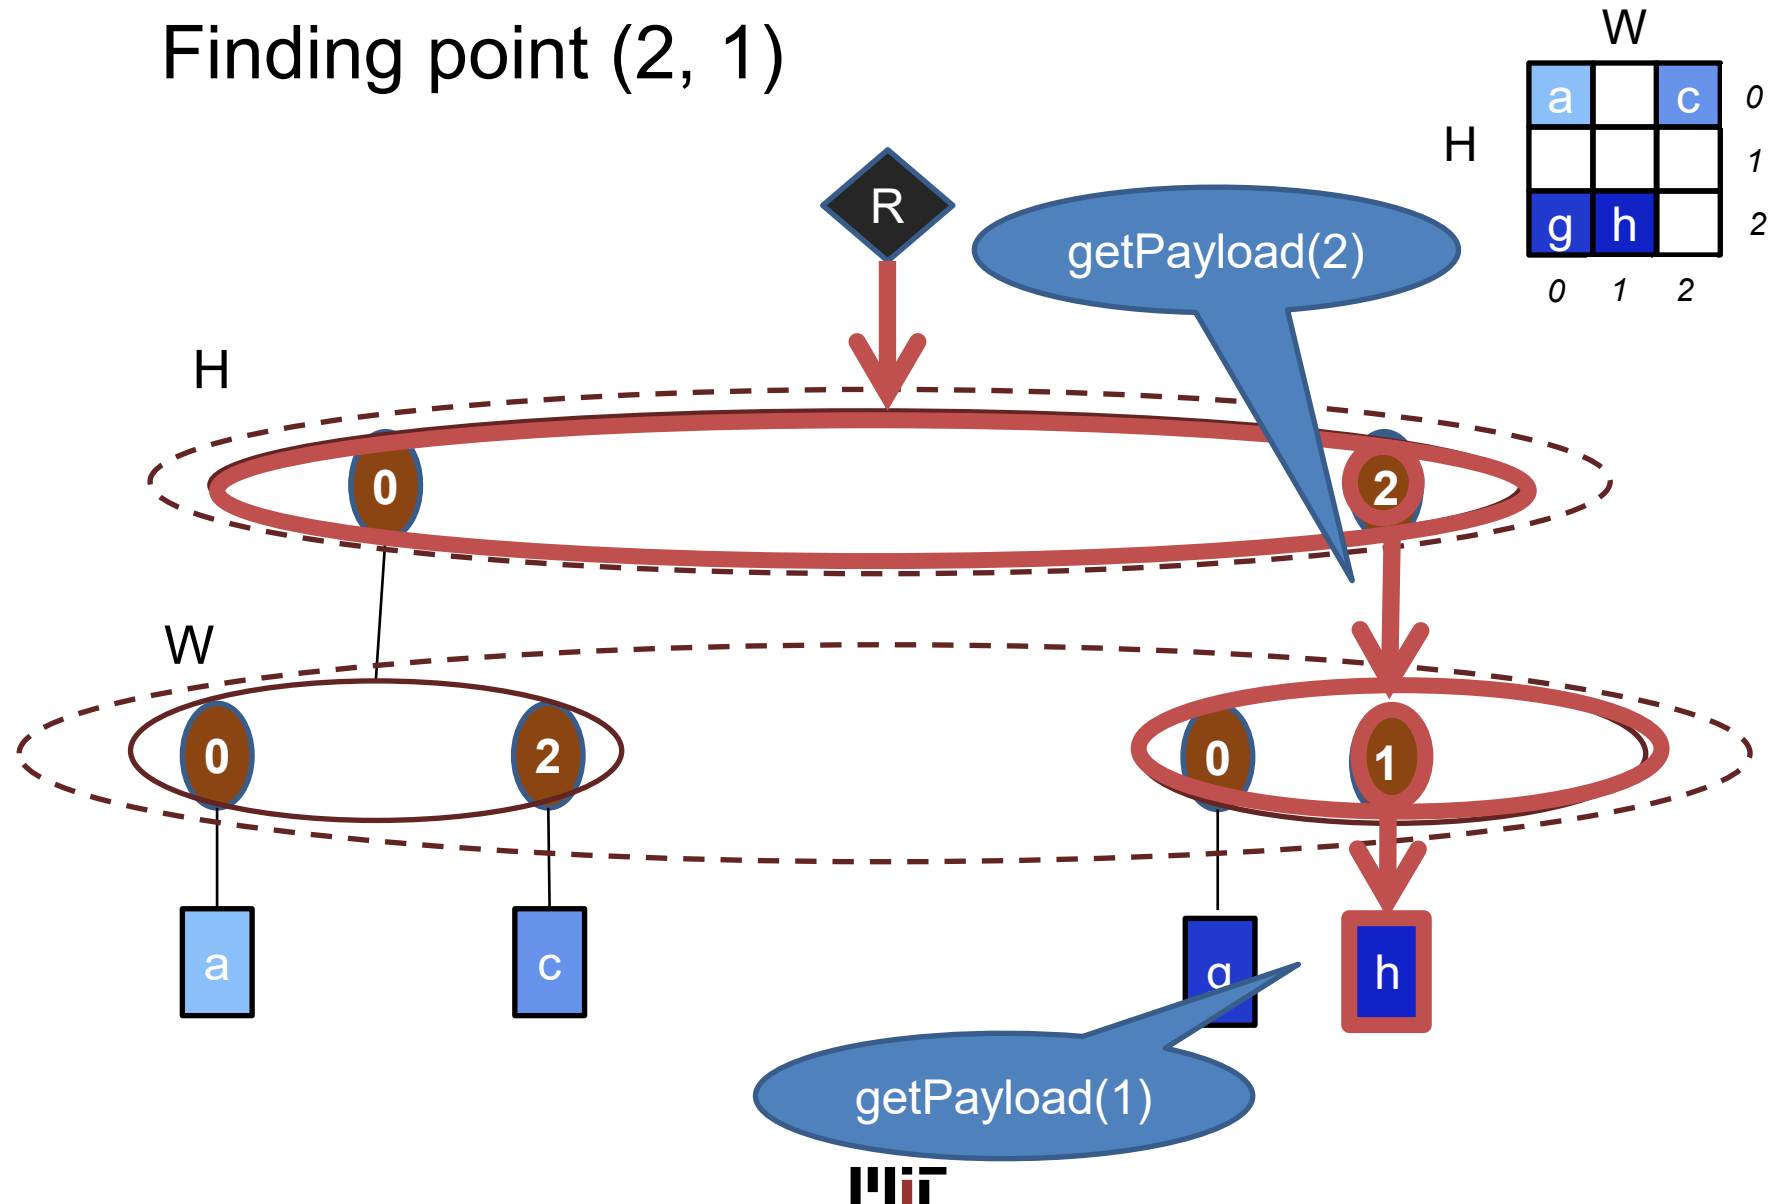 Finding point (2, 1)
W
a c 0
H
1
g h 2
0 1 2
R
getPayload(2)
H
0 2
W
0 2 0 1
a c g h
getPayload(1)
MIT